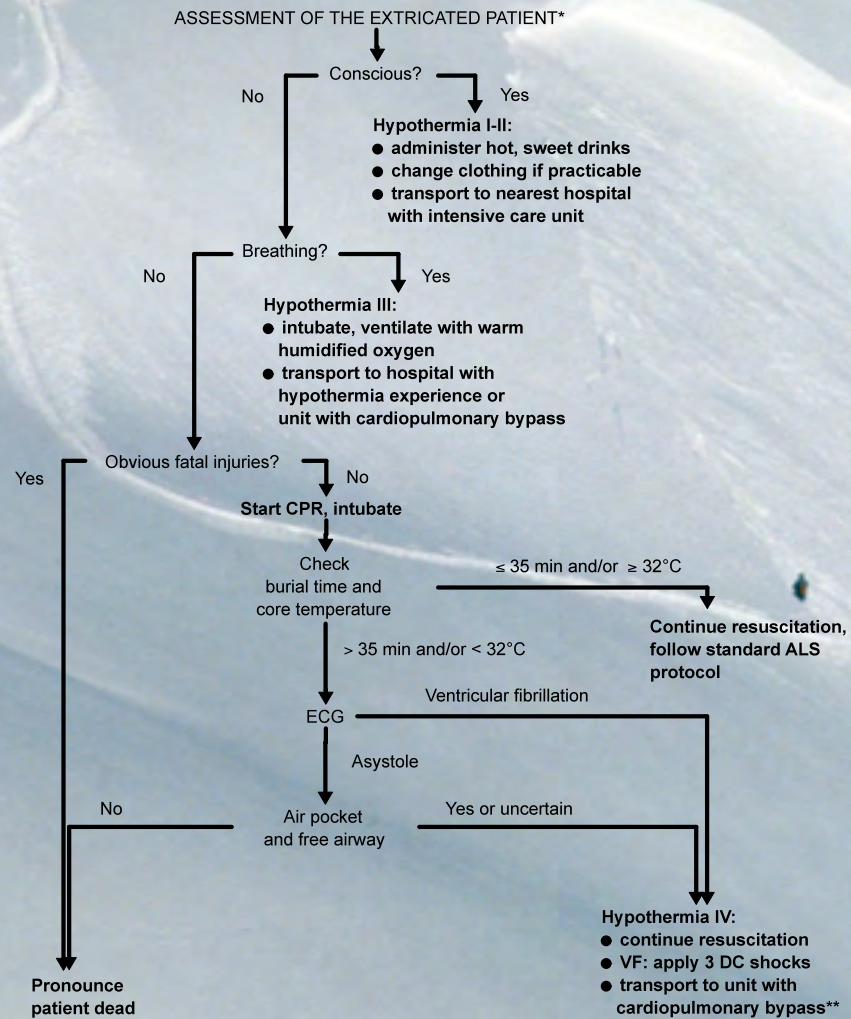 ASSESSMENT OF THE EXTRICATED PATIENT*
Conscious?
No
Yes
Hypothermia I-II:
● administer hot, sweet drinks
● change clothing if practicable
● transport to nearest hospital
with intensive care unit
Breathing?
No
Yes
Hypothermia III:
● intubate, ventilate with warm
humidified oxygen
● transport to hospital with
hypothermia experience or
unit with cardiopulmonary bypass
Obvious fatal injuries?
Yes
No
Start CPR, intubate
Check
burial time and
core temperature
≤ 35 min and/or ≥ 32°C
Continue resuscitation,
follow standard ALS
protocol
> 35 min and/or < 32°C
Ventricular fibrillation
ECG
Asystole
No
Air pocket
and free airway
Yes or uncertain
Hypothermia IV:
● continue resuscitation
● VF: apply 3 DC shocks
● transport to unit with
cardiopulmonary bypass**
Pronounce
patient dead